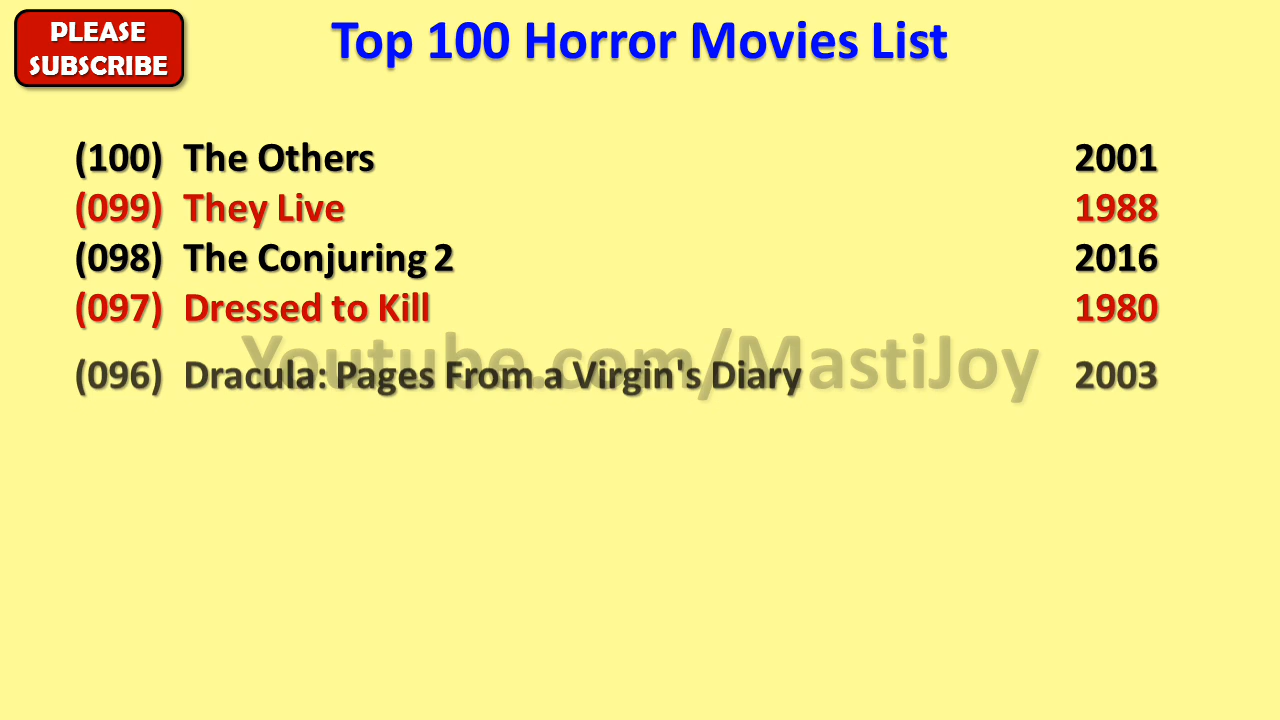 PLEASE
SUBSCRIBE
Top 100 Horror Movies List
(100) The Others 2001
(099) They Live 1988
(098) The Conjuring 2 2016
(097) Dressed to Kill 1980
Youtube.com/MastiJoy
(096) Dracula: Pages From a Virgin's Diary 2003